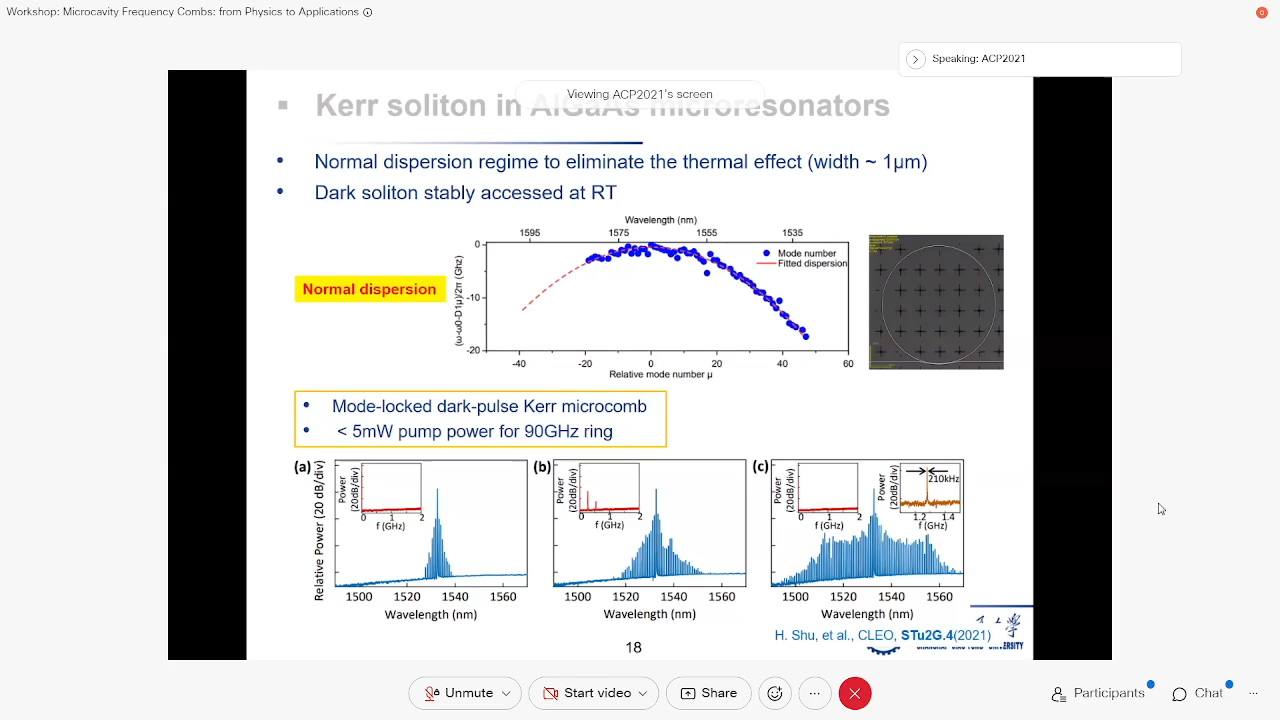 Workshop: Microcavity Frequency Combs: from Physics to Applications
Speaking: ACP2021
Viewing ACP2021's screen
Kerr soliton in AlGaAs microresonators
• Normal dispersion regime to eliminate the thermal effect (width ~ 1μm)
• Dark soliton stably accessed at RT
Normal dispersion
Wavelength (nm)
1595 1575 1555 1535
(ω-ω0-D1μ)/2π (GHz)
0
-10
-20
Mode number
Fitted dispersion
-40 -20 0 20 40 60
Relative mode number μ
• Mode-locked dark-pulse Kerr microcomb
• < 5mW pump power for 90GHz ring
(a)
Relative Power (20 dB/div)
Power (20dB/div)
0 1 2
f (GHz)
1500 1520 1540 1560
Wavelength (nm)
(b)
Power (20dB/div)
0 1 2
f (GHz)
1500 1520 1540 1560
Wavelength (nm)
(c)
Power (20dB/div)
0 1 2
f (GHz)
Power (20dB/div)
210kHz
1.2 1.4
f (GHz)
1500 1520 1540 1560
Wavelength (nm)
H. Shu, et al., CLEO, STu2G.4(2021)
18
Unmute
Start video
Share
Participants
Chat